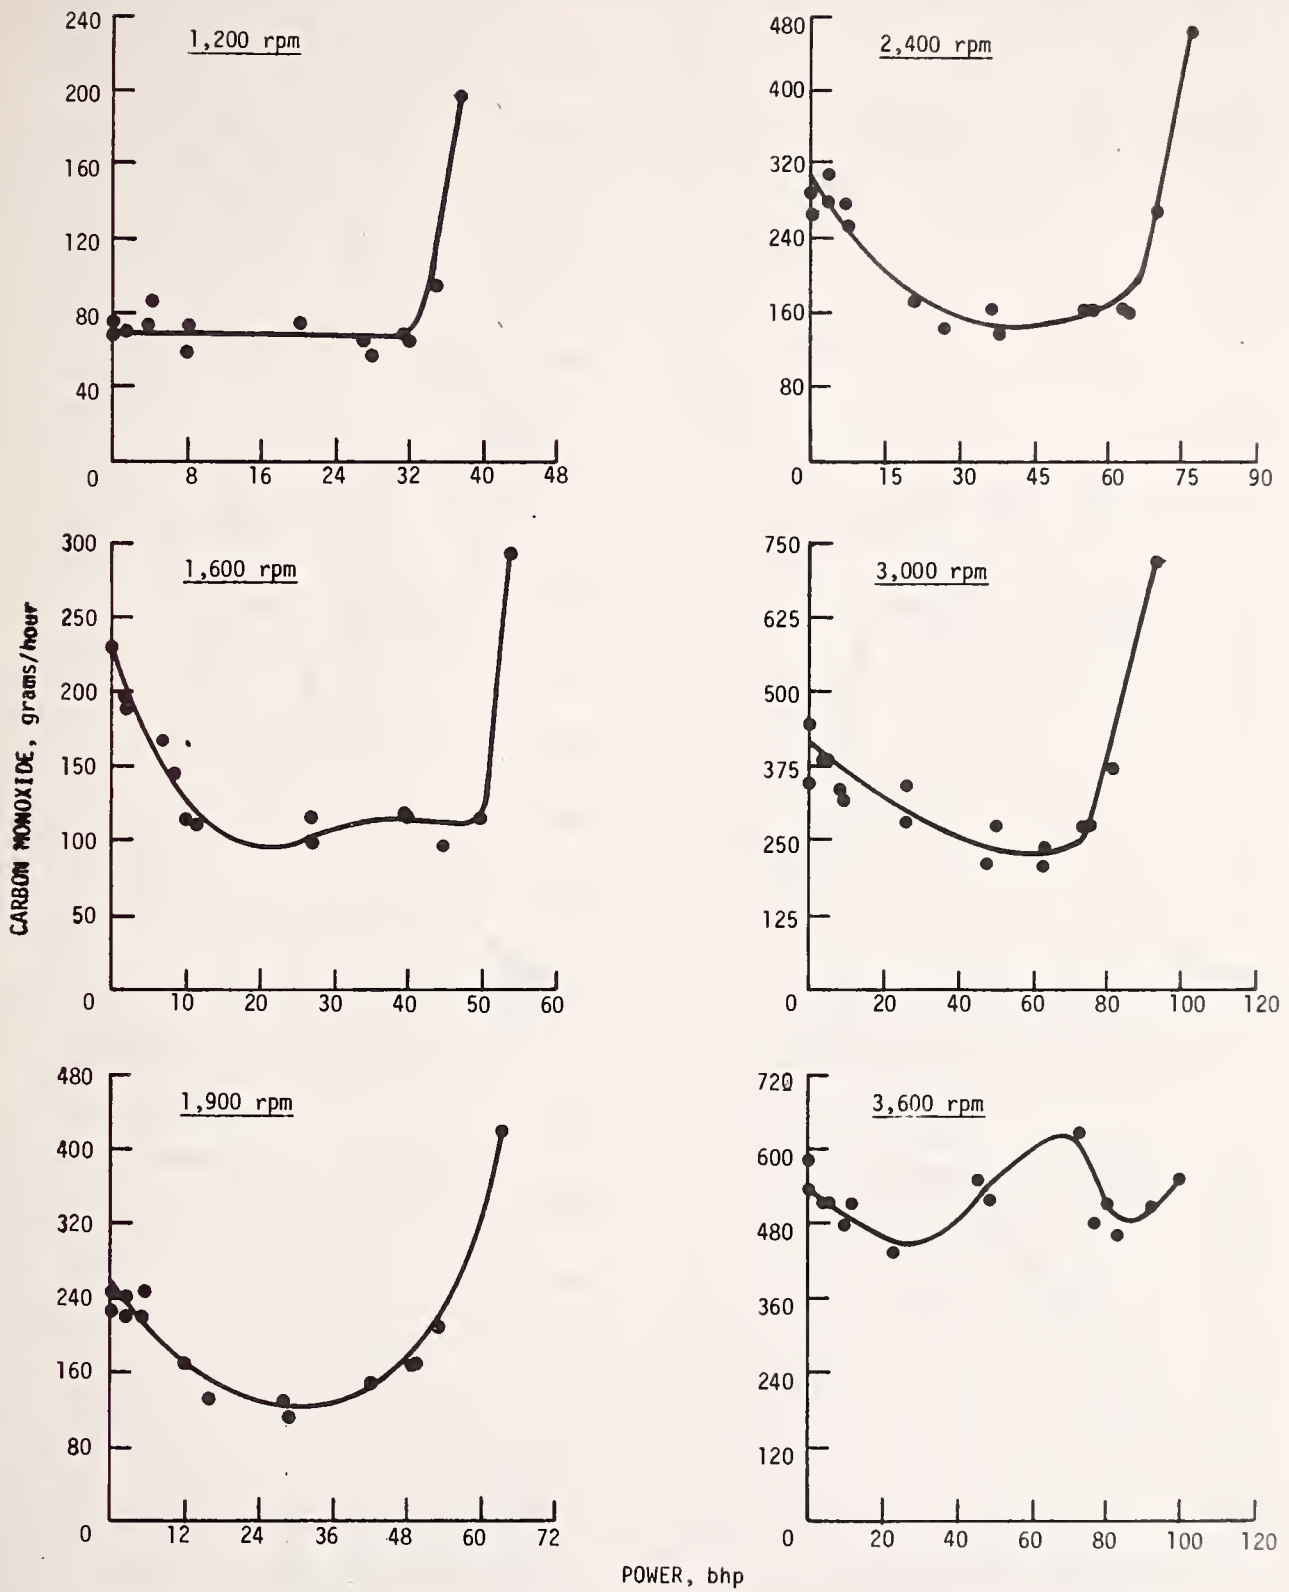 1,200 rpm
240
200
160
120
80
40
0 8 16 24 32 40 48
2,400 rpm
480
400
320
240
160
80
0 15 30 45 60 75 90
CARBON MONOXIDE, grams/hour
1,600 rpm
300
250
200
150
100
50
0 10 20 30 40 50 60
3,000 rpm
750
625
500
375
250
125
0 20 40 60 80 100 120
1,900 rpm
480
400
320
240
160
80
0 12 24 36 48 60 72
3,600 rpm
720
600
480
360
240
120
0 20 40 60 80 100 120
POWER, bhp